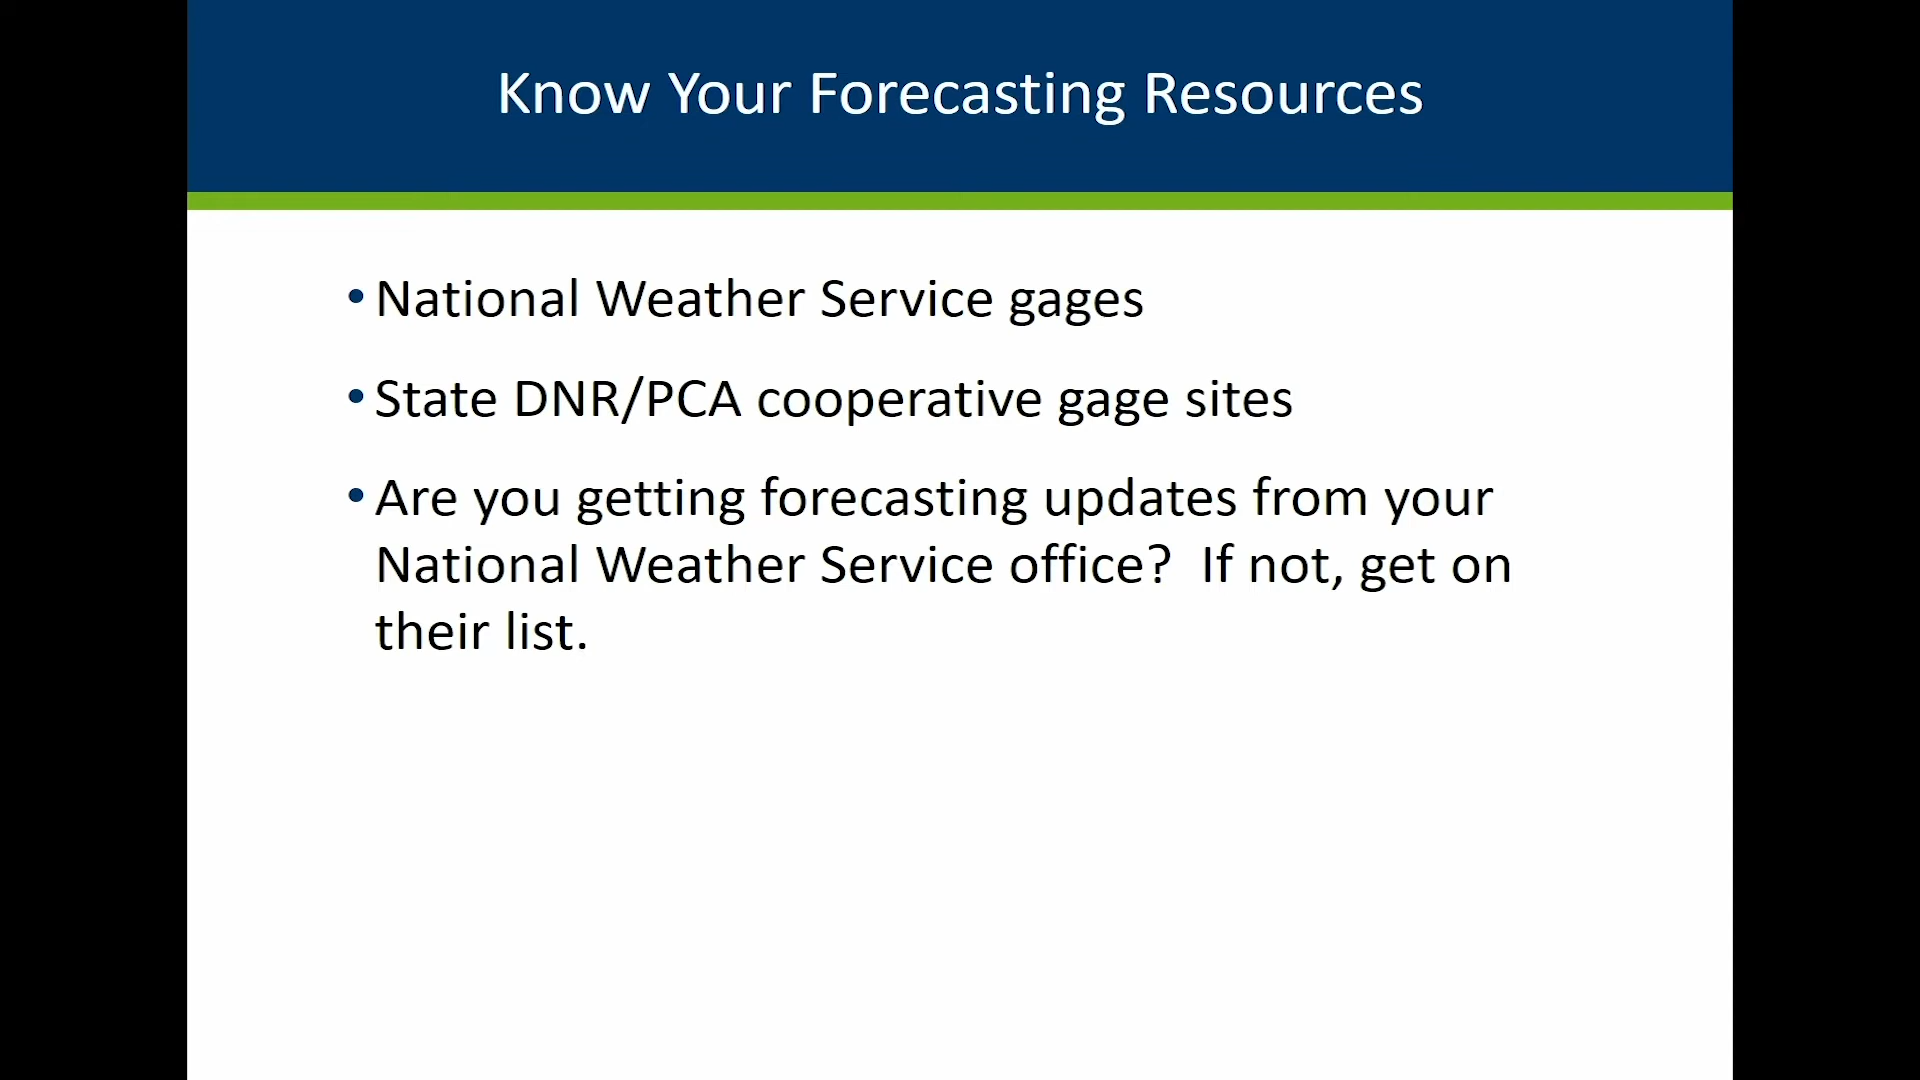 Know Your Forecasting Resources
• National Weather Service gages
• State DNR/PCA cooperative gage sites
• Are you getting forecasting updates from your
National Weather Service office?  If not, get on
their list.